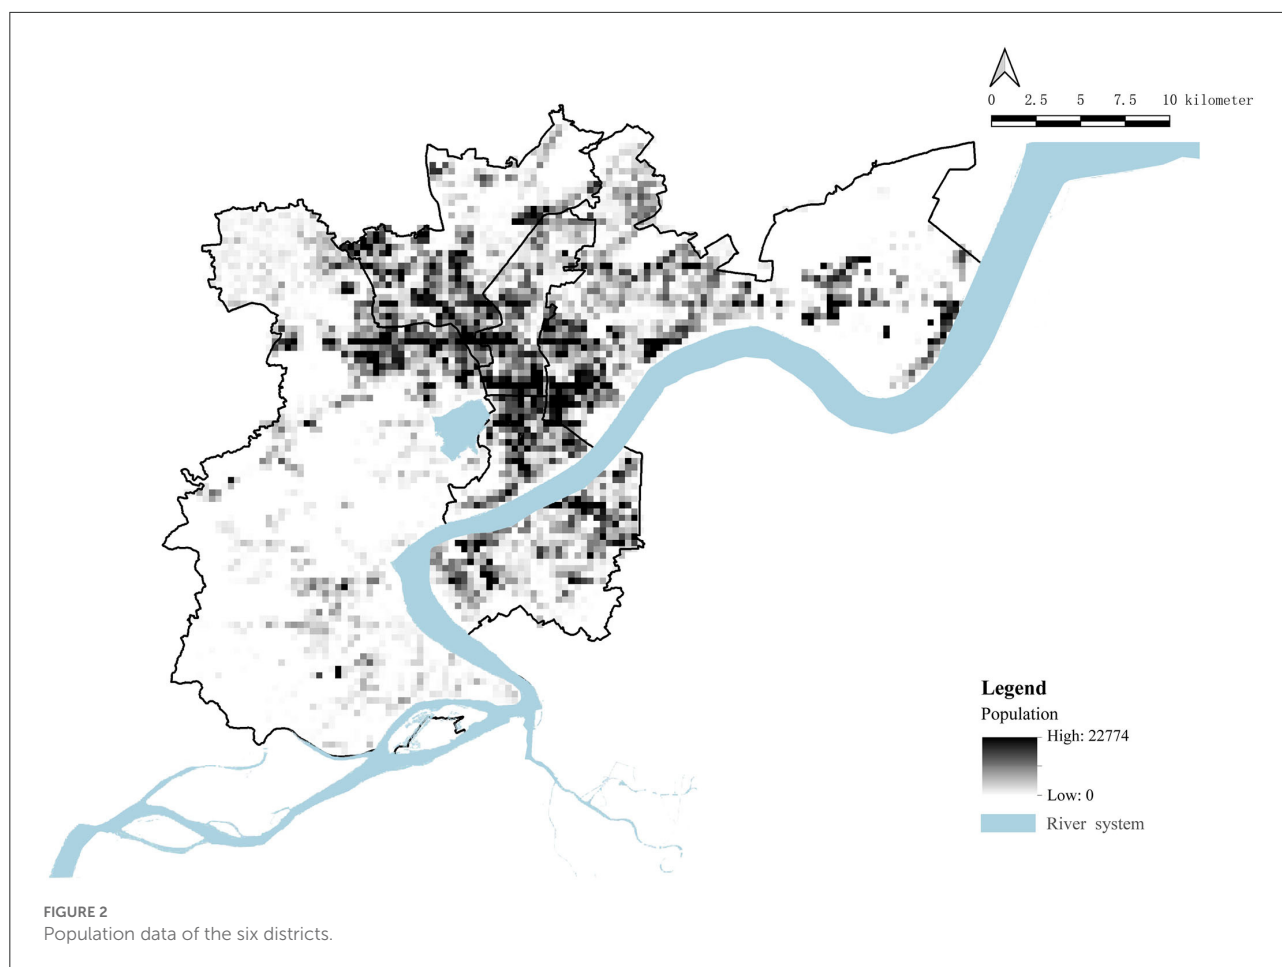 0 2.5 5 7.5 10 kilometer
Legend
Population
High: 22774
Low: 0
River system
FIGURE 2
Population data of the six districts.